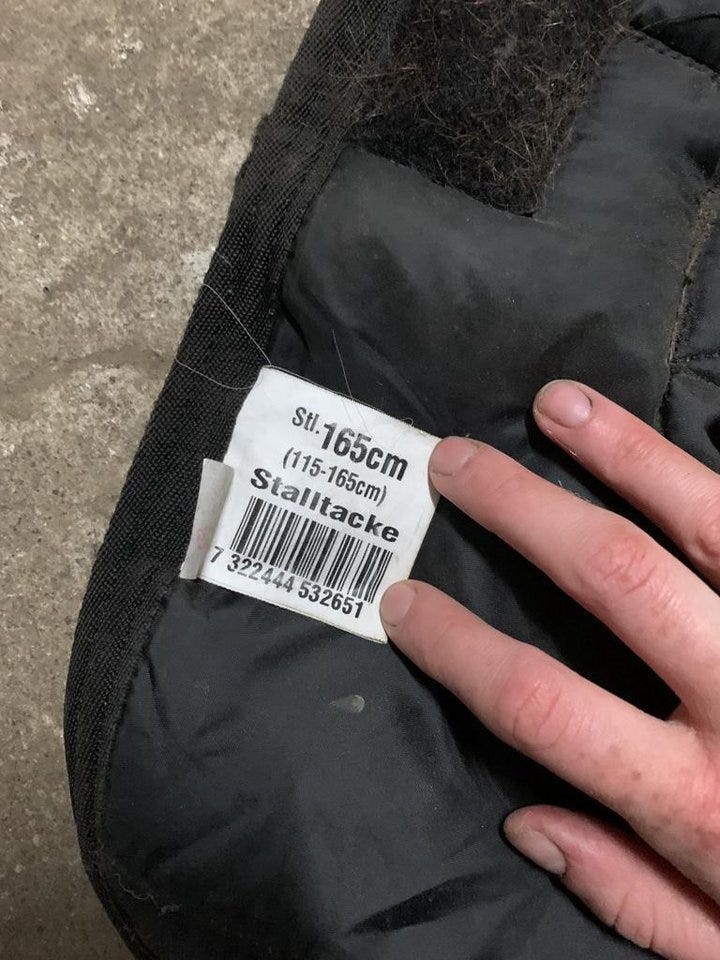 Stl. 165cm
(115-165cm)
Stalltacke
7 322444 532651